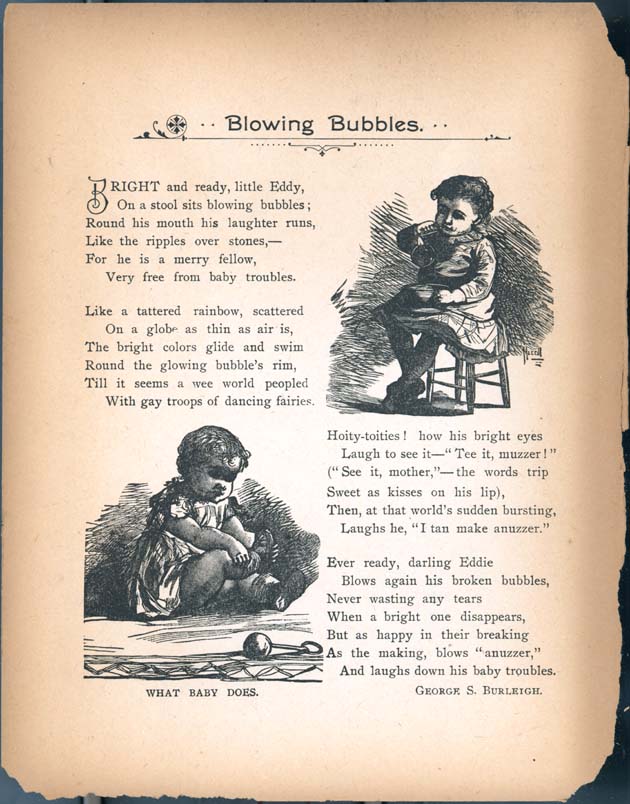 Blowing Bubbles.
BRIGHT and ready, little Eddy,
On a stool sits blowing bubbles;
Round his mouth his laughter runs,
Like the ripples over stones,—
For he is a merry fellow,
Very free from baby troubles.
Like a tattered rainbow, scattered
On a globe as thin as air is,
The bright colors glide and swim
Round the glowing bubble's rim,
Till it seems a wee world peopled
With gay troops of dancing fairies.
Hoity-toities! how his bright eyes
Laugh to see it—"Tee it, muzzer!"
("See it, mother,"—the words trip
Sweet as kisses on his lip),
Then, at that world's sudden bursting,
Laughs he, "I tan make anuzzer."
Ever ready, darling Eddie
Blows again his broken bubbles,
Never wasting any tears
When a bright one disappears,
But as happy in their breaking
As the making, blows "anuzzer,"
And laughs down his baby troubles.
GEORGE S. BURLEIGH.
WHAT BABY DOES.